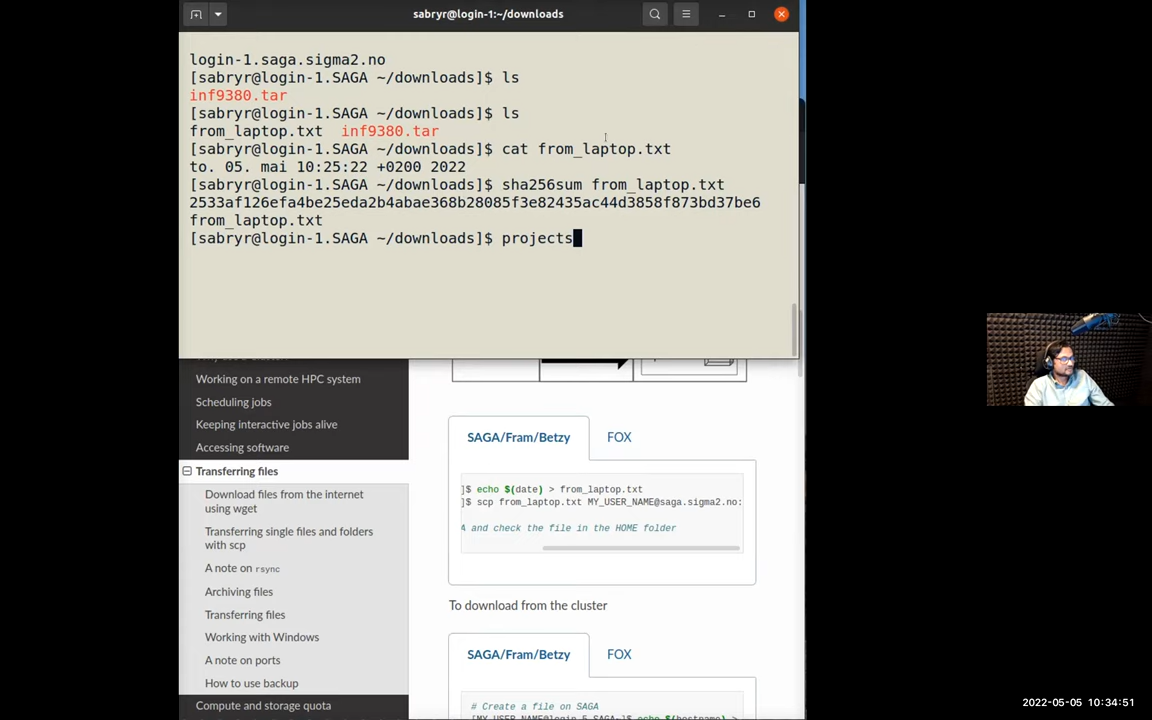 sabryr@login-1:~/downloads
login-1.saga.sigma2.no
[sabryr@login-1.SAGA ~/downloads]$ ls
inf9380.tar
[sabryr@login-1.SAGA ~/downloads]$ ls
from_laptop.txt  inf9380.tar
[sabryr@login-1.SAGA ~/downloads]$ cat from_laptop.txt
to. 05. mai 10:25:22 +0200 2022
[sabryr@login-1.SAGA ~/downloads]$ sha256sum from_laptop.txt
2533af126efa4be25eda2b4abae368b28085f3e82435ac44d3858f873bd37be6
from_laptop.txt
[sabryr@login-1.SAGA ~/downloads]$ projects
Working on a remote HPC system
Scheduling jobs
Keeping interactive jobs alive
Accessing software
Transferring files
Download files from the internet
using wget
Transferring single files and folders
with scp
A note on rsync
Archiving files
Transferring files
Working with Windows
A note on ports
How to use backup
Compute and storage quota
SAGA/Fram/Betzy FOX
]$ echo $(date) > from_laptop.txt
]$ scp from_laptop.txt MY_USER_NAME@saga.sigma2.no:
A and check the file in the HOME folder
To download from the cluster
SAGA/Fram/Betzy FOX
# Create a file on SAGA
[MY_USER_NAME@login-5.SAGA~]$ echo $(hostname) >
2022-05-05 10:34:51